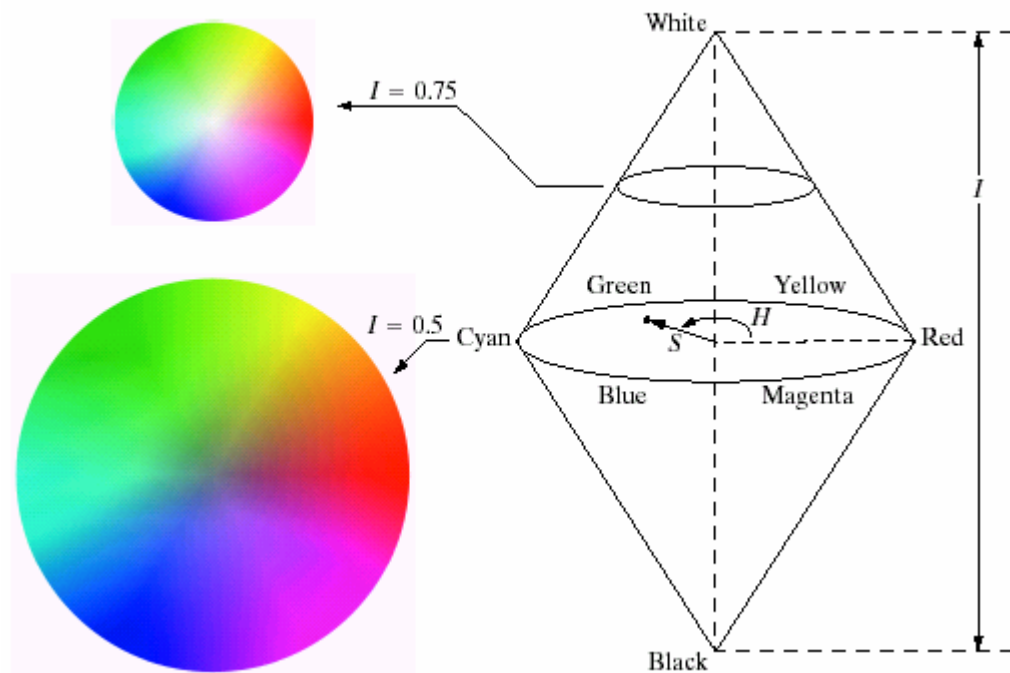 White
I = 0.75
I
Green Yellow
I = 0.5
H
Cyan
S
Red
Blue Magenta
Black